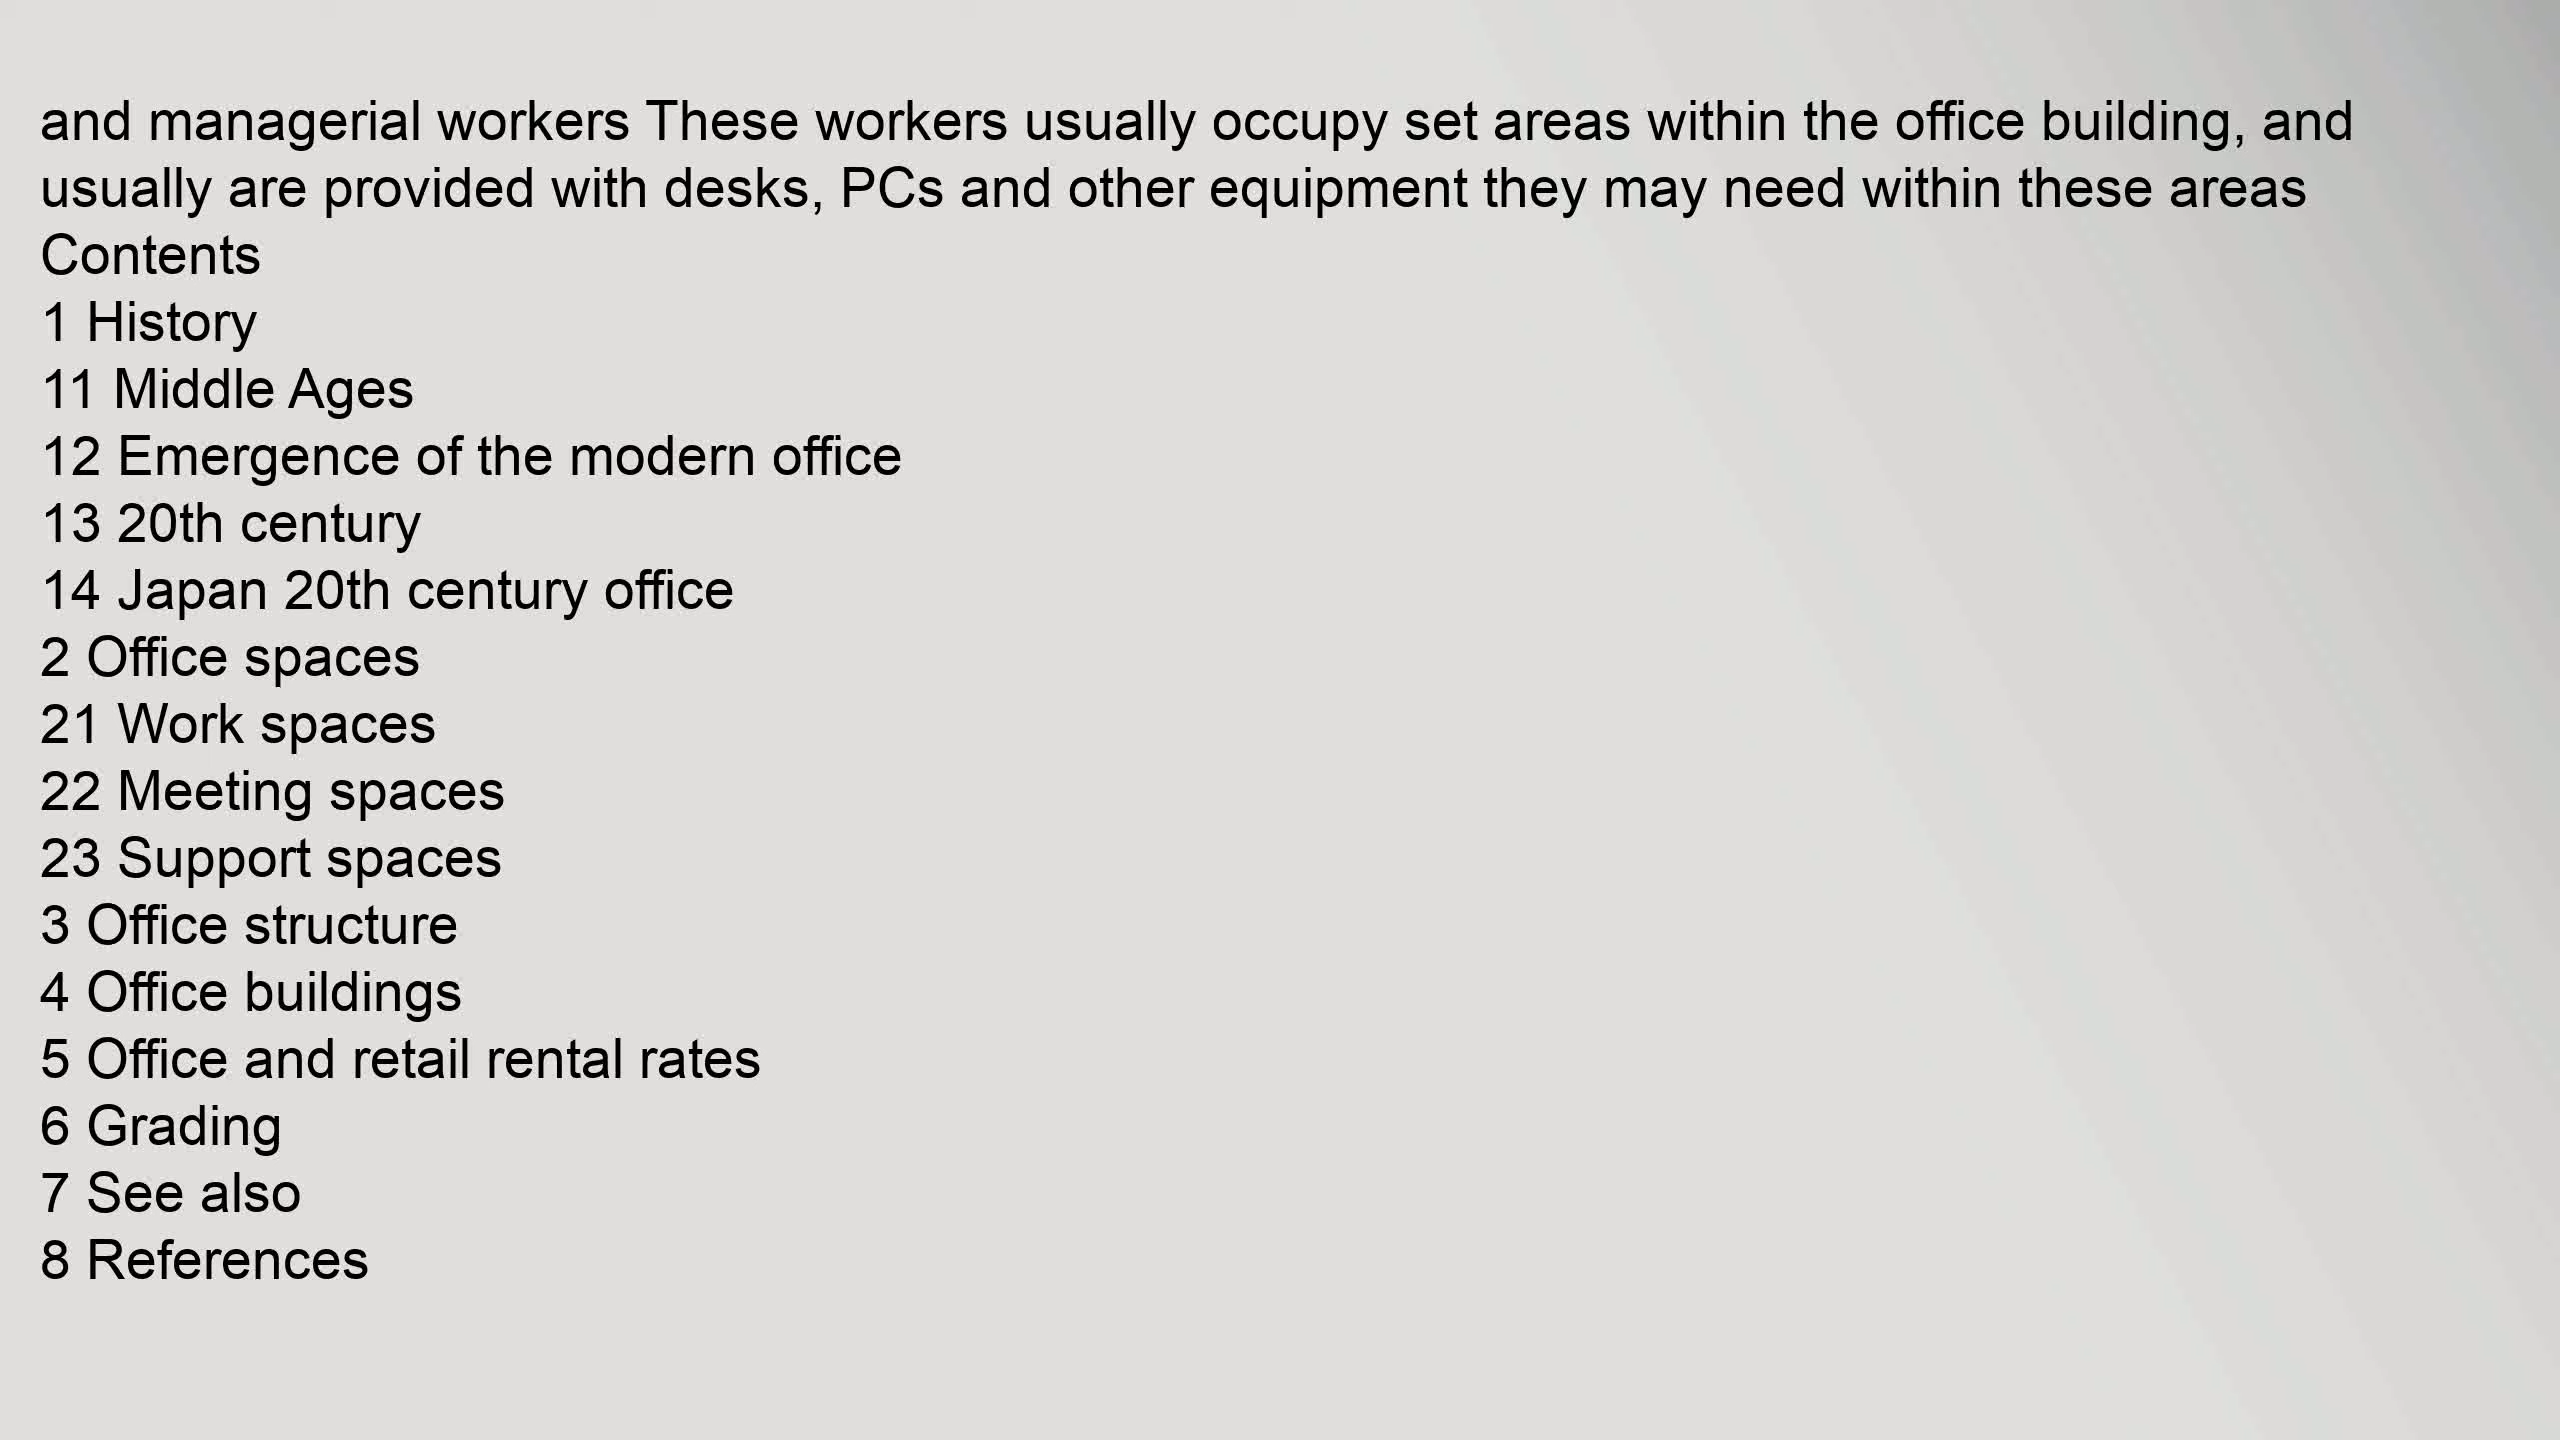 and managerial workers These workers usually occupy set areas within the office building, and
usually are provided with desks, PCs and other equipment they may need within these areas
Contents
1 History
11 Middle Ages
12 Emergence of the modern office
13 20th century
14 Japan 20th century office
2 Office spaces
21 Work spaces
22 Meeting spaces
23 Support spaces
3 Office structure
4 Office buildings
5 Office and retail rental rates
6 Grading
7 See also
8 References